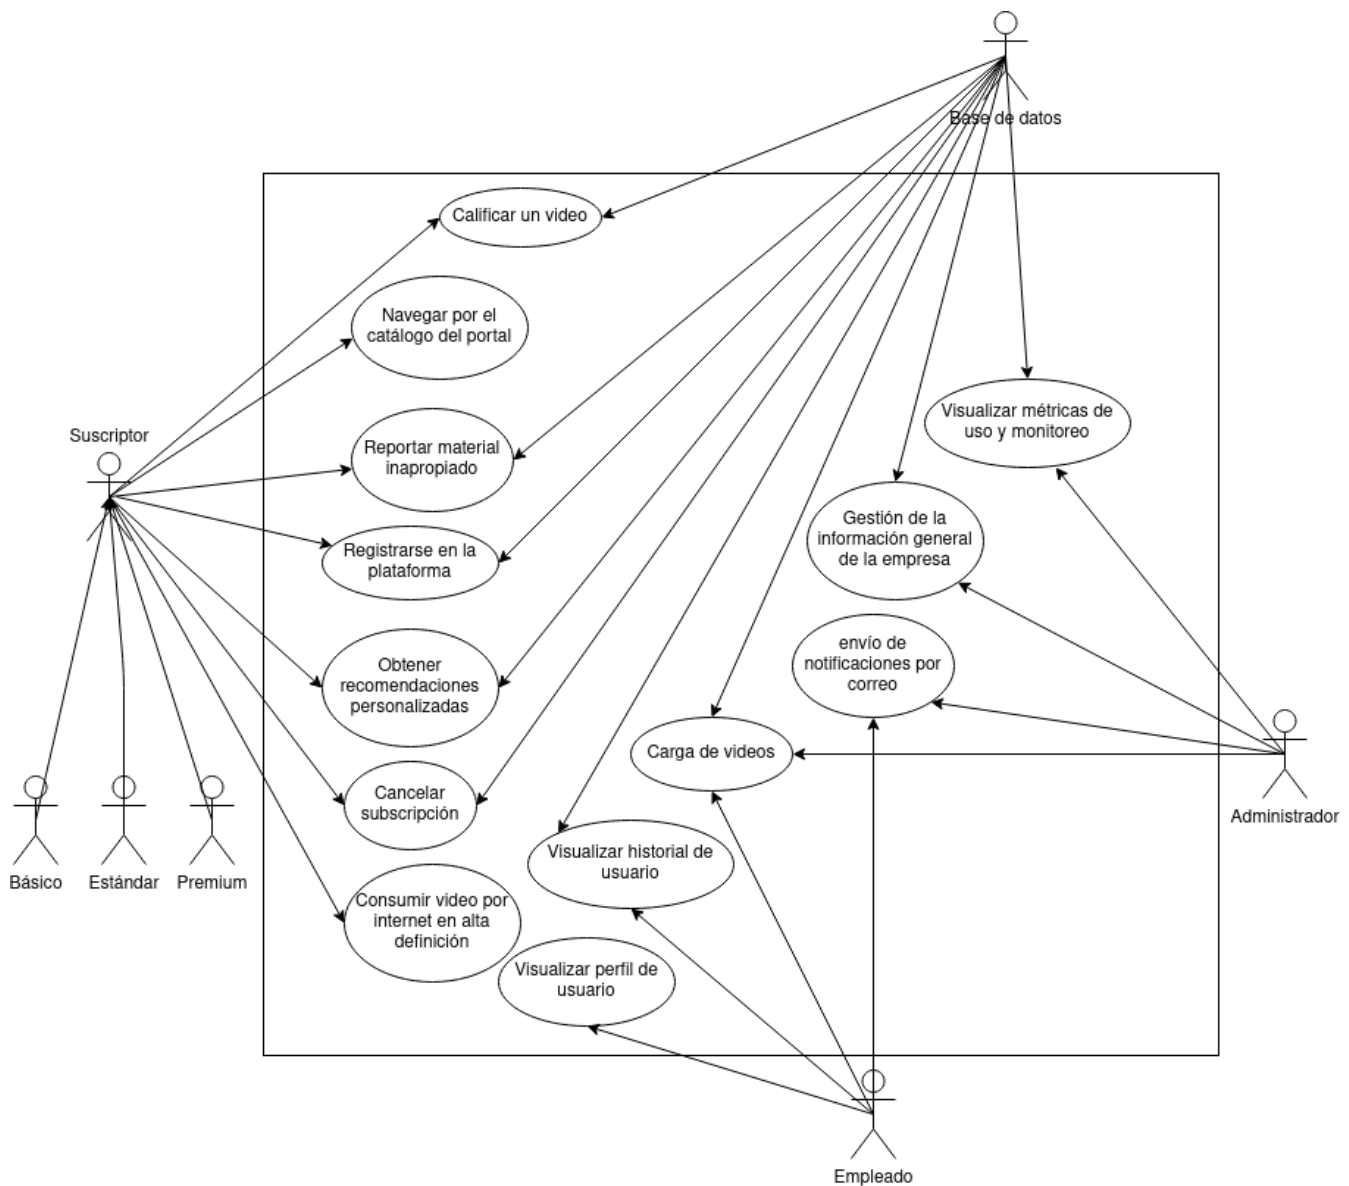 Base de datos
Calificar un video
Navegar por el
catálogo del portal
Visualizar métricas de
uso y monitoreo
Suscriptor
Reportar material
inapropiado
Gestión de la
información general
de la empresa
Registrarse en la
plataforma
envío de
notificaciones por
correo
Obtener
recomendaciones
personalizadas
Carga de videos
Cancelar
subscripción
Administrador
Visualizar historial de
usuario
Básico
Estándar
Premium
Consumir video por
internet en alta
definición
Visualizar perfil de
usuario
Empleado